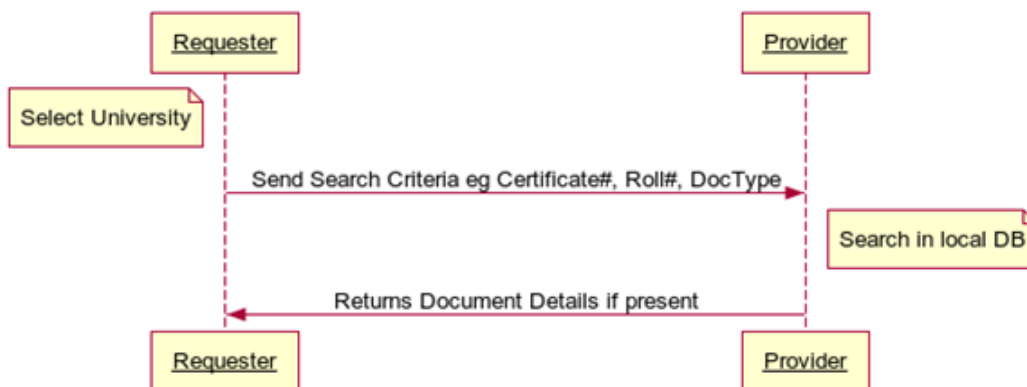 Requester
Provider
Select University
Send Search Criteria eg Certificate#, Roll#, DocType
Search in local DB
Returns Document Details if present
Requester
Provider